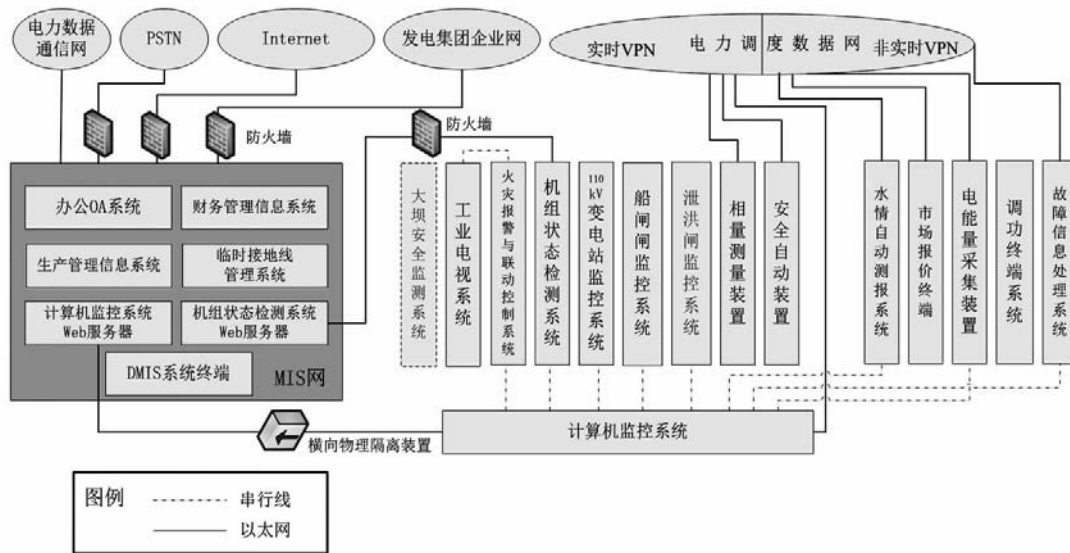 电力数据
通信网
PSTN
Internet
发电集团企业网
实时VPN
电力调度数据网
非实时VPN
防火墙
防火墙
办公OA系统
财务管理信息系统
生产管理信息系统
临时接地线
管理系统
计算机监控系统
Web服务器
机组状态检测系统
Web服务器
DMIS系统终端
MIS网
大坝安全监测系统
工业电视系统
火灾报警与联动控制系统
机组状态检测系统
110kV变电站监控系统
船闸闸监控系统
泄洪闸监控系统
相量测量装置
安全自动装置
水情自动测报系统
市场报价终端
电能量采集装置
调功终端系统
故障信息处理系统
计算机监控系统
横向物理隔离装置
图例
串行线
以太网